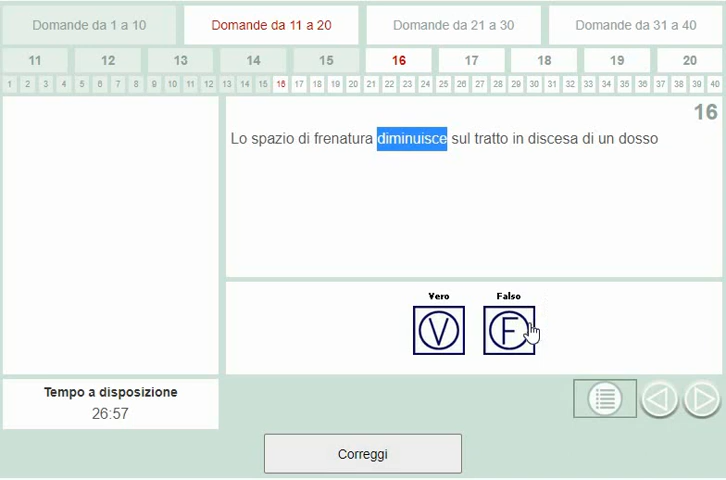 Domande da 1 a 10 Domande da 11 a 20 Domande da 21 a 30 Domande da 31 a 40
11 12 13 14 15 16 17 18 19 20
1 2 3 4 5 6 7 8 9 10 11 12 13 14 15 16 17 18 19 20 21 22 23 24 25 26 27 28 29 30 31 32 33 34 35 36 37 38 39 40
16
Lo spazio di frenatura diminuisce sul tratto in discesa di un dosso
Vero Falso
V F
Tempo a disposizione
26:57
Correggi